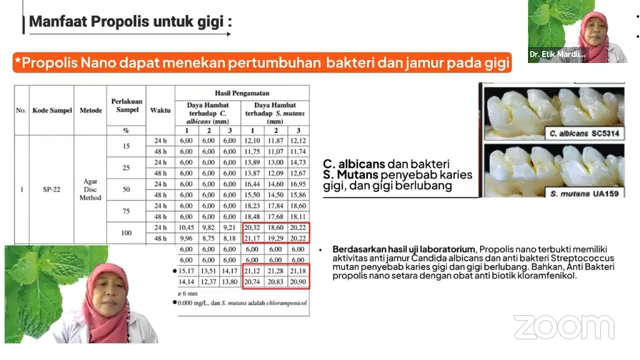 Manfaat Propolis untuk gigi :
Dr. Etik Mardli...
*Propolis Nano dapat menekan pertumbuhan bakteri dan jamur pada gigi
No. Kode Sampel Metode Perlakuan Sampel Waktu Hasil Pengamatan
Daya Hambat terhadap C. albicans (mm) Daya Hambat terhadap S. mutans (mm)
% 1 2 3 1 2 3
1 SP-22 Agar Disc Method
15 24 h 6,00 6,00 6,00 12,10 11,87 12,12
48 h 6,00 6,00 6,00 11,75 11,07 11,74
25 24 h 6,00 6,00 6,00 13,89 13,00 14,73
48 h 6,00 6,00 6,00 13,87 12,09 12,67
50 24 h 6,00 6,00 6,00 16,44 14,60 16,95
48 h 6,00 6,00 6,00 15,50 14,50 15,86
75 24 h 6,00 6,00 6,00 18,23 17,84 18,60
48 h 6,00 6,00 6,00 18,48 17,68 18,11
100 24 h 10,45 9,82 9,21 20,32 18,60 20,22
48 h 9,96 8,75 8,18 21,17 19,29 20,22
6,00 6,00 6,00 6,00 6,00 6,00
6,00 6,00 6,00 6,00 6,00 6,00
15,17 13,51 14,17 21,12 21,28 21,18
14,14 12,37 13,80 20,74 20,83 20,90
6 mm
0.000 mg/L, dan S. mutans adalah chlorampenicol
C. albicans SC5314
S. mutans UA159
C. albicans dan bakteri
S. Mutans penyebab karies
gigi, dan gigi berlubang
• Berdasarkan hasil uji laboratorium, Propolis nano terbukti memiliki
aktivitas anti jamur Candida albicans dan anti bakteri Streptococcus
mutan penyebab karies gigi dan gigi berlubang. Bahkan, Anti Bakteri
propolis nano setara dengan obat anti biotik kloramfenikol.
zoom